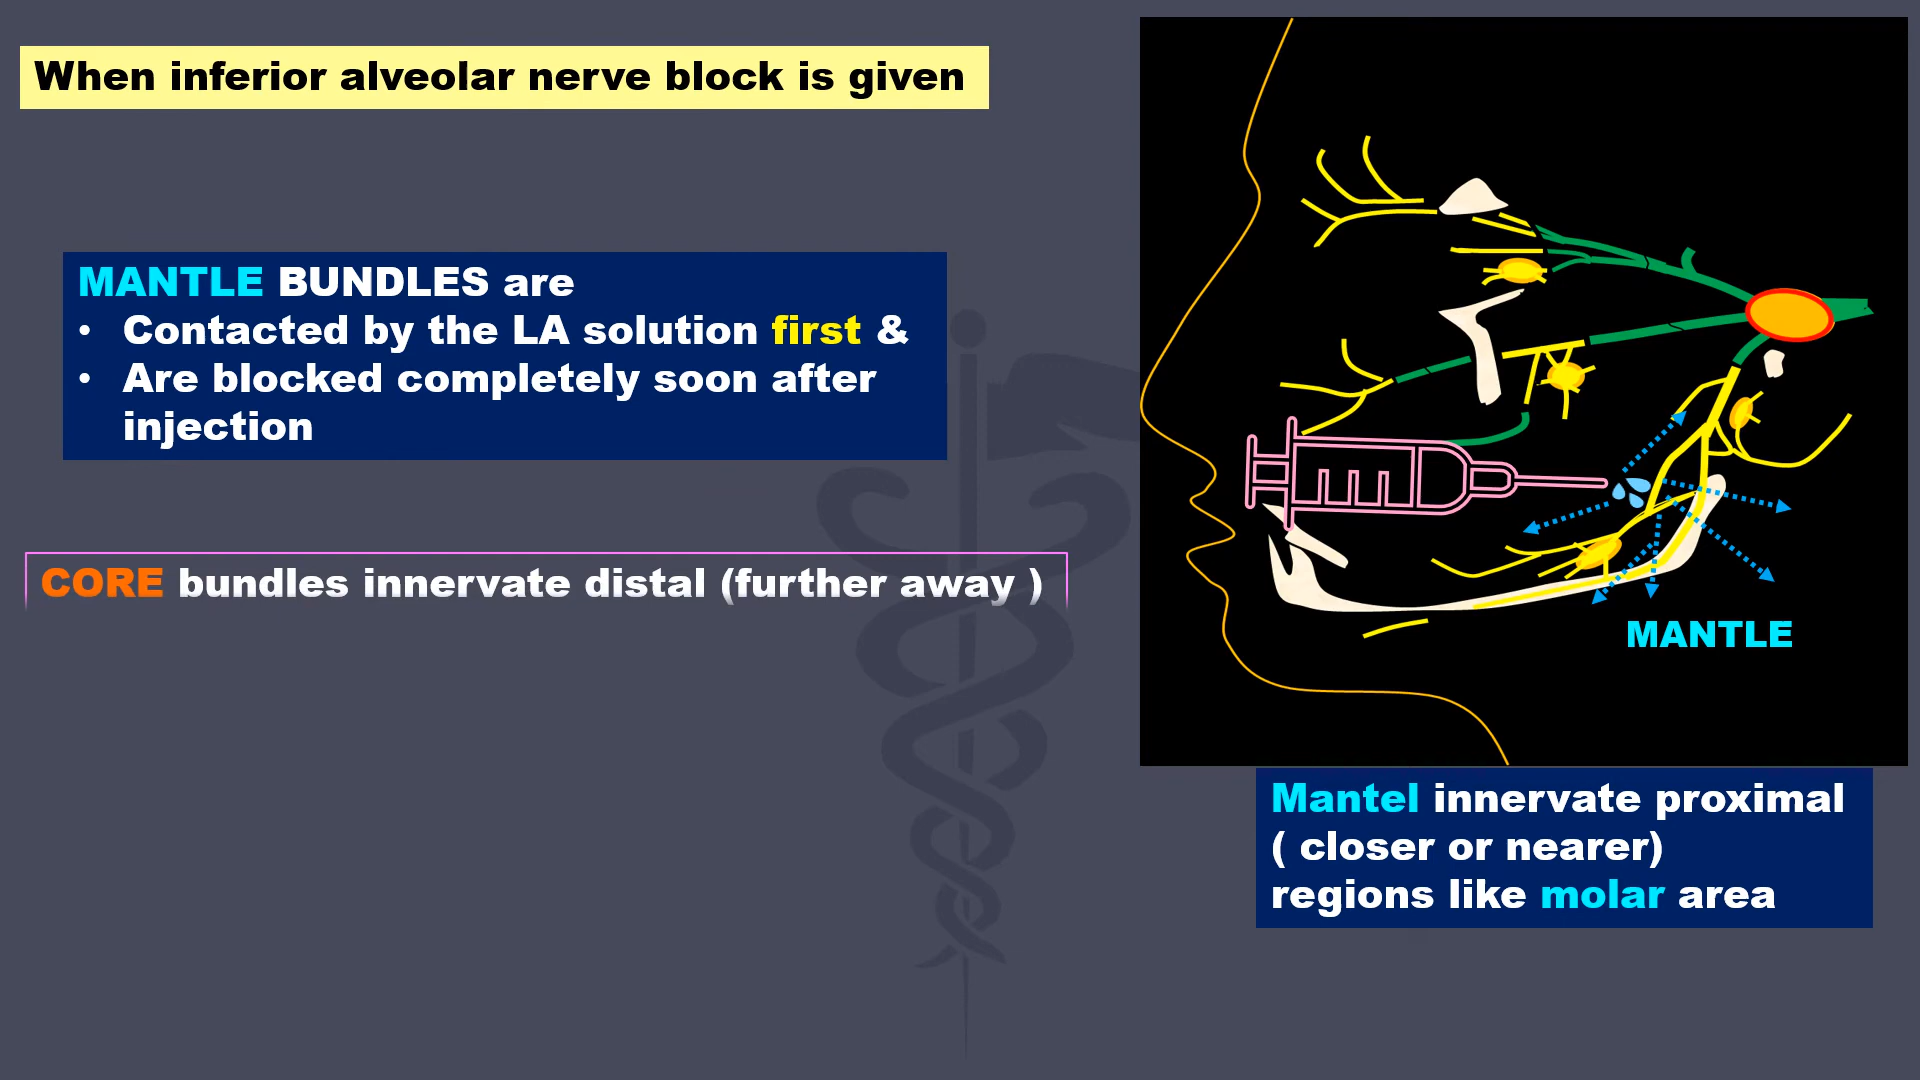 When inferior alveolar nerve block is given
MANTLE BUNDLES are
• Contacted by the LA solution first &
• Are blocked completely soon after
injection
CORE bundles innervate distal (further away )
MANTLE
Mantel innervate proximal
( closer or nearer)
regions like molar area